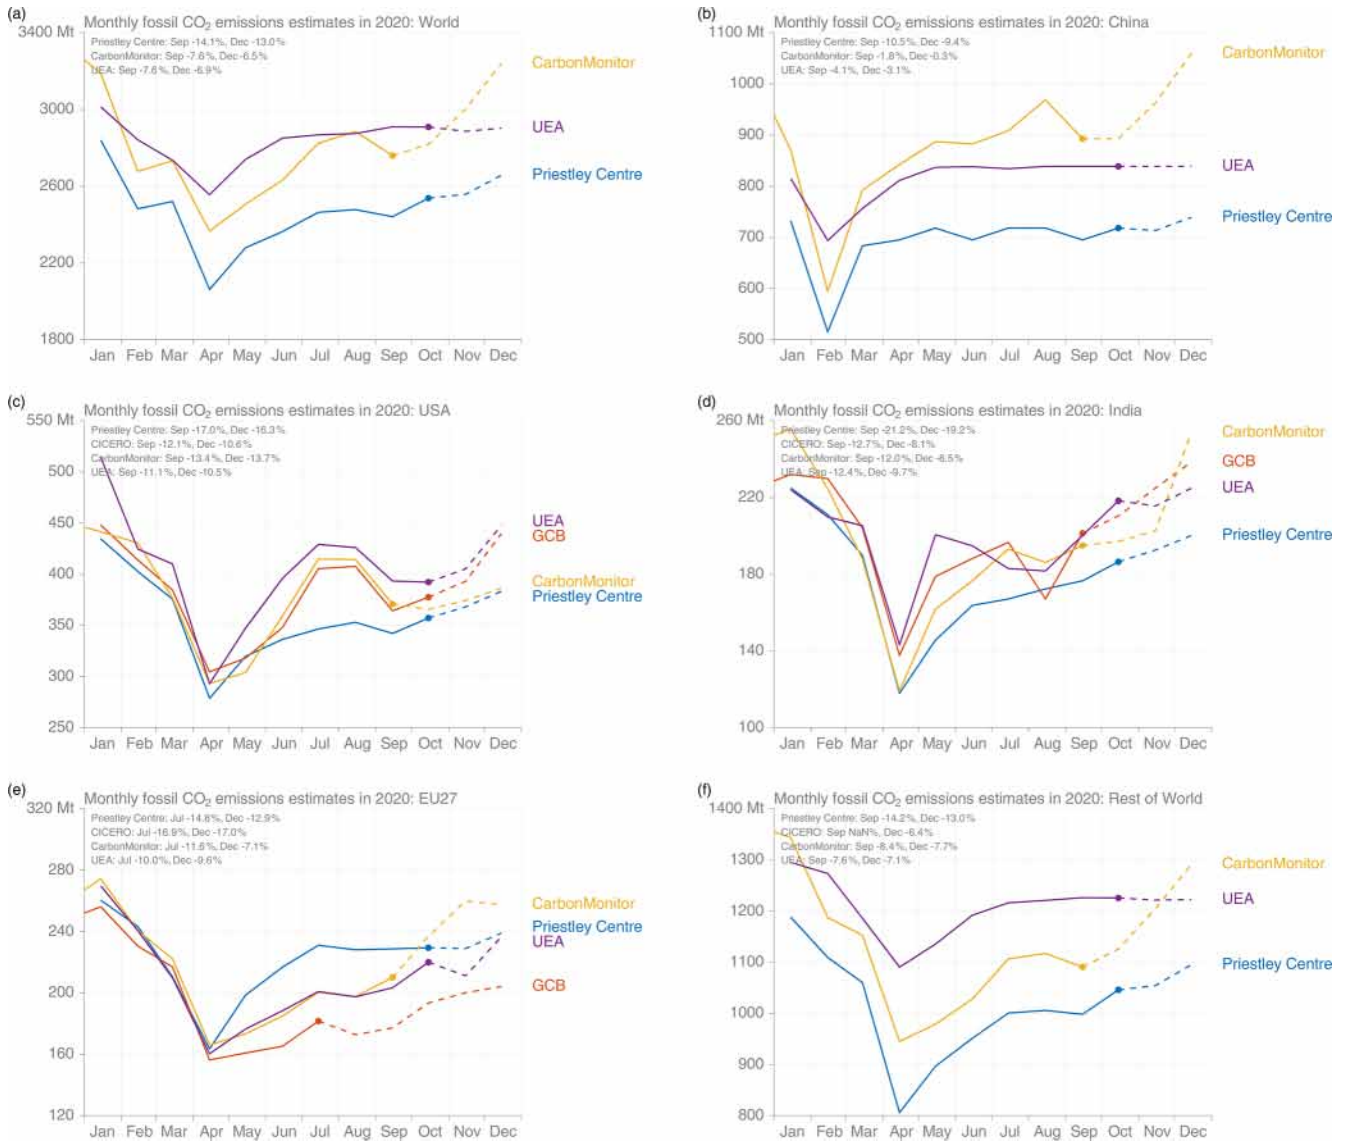 (a)
Monthly fossil CO₂ emissions estimates in 2020: World
3400 Mt
Priestley Centre: Sep -14.1%, Dec -13.0%
CarbonMonitor: Sep -7.6%, Dec -6.5%
UEA: Sep -7.6%, Dec -6.9%
3000
2600
2200
1800
CarbonMonitor
UEA
Priestley Centre
Jan Feb Mar Apr May Jun Jul Aug Sep Oct Nov Dec
(b)
Monthly fossil CO₂ emissions estimates in 2020: China
1100 Mt
Priestley Centre: Sep -10.5%, Dec -9.4%
CarbonMonitor: Sep -1.8%, Dec -0.3%
UEA: Sep -4.1%, Dec -3.1%
1000
900
800
700
600
500
CarbonMonitor
UEA
Priestley Centre
Jan Feb Mar Apr May Jun Jul Aug Sep Oct Nov Dec
(c)
Monthly fossil CO₂ emissions estimates in 2020: USA
550 Mt
Priestley Centre: Sep -17.0%, Dec -16.3%
CICERO: Sep -12.1%, Dec -10.6%
CarbonMonitor: Sep -13.4%, Dec -13.7%
UEA: Sep -11.1%, Dec -10.5%
500
450
400
350
300
250
UEA
GCB
CarbonMonitor
Priestley Centre
Jan Feb Mar Apr May Jun Jul Aug Sep Oct Nov Dec
(d)
Monthly fossil CO₂ emissions estimates in 2020: India
260 Mt
Priestley Centre: Sep -21.2%, Dec -19.2%
CICERO: Sep -12.7%, Dec -8.1%
CarbonMonitor: Sep -12.0%, Dec -8.5%
UEA: Sep -12.4%, Dec -9.7%
220
180
140
100
CarbonMonitor
GCB
UEA
Priestley Centre
Jan Feb Mar Apr May Jun Jul Aug Sep Oct Nov Dec
(e)
Monthly fossil CO₂ emissions estimates in 2020: EU27
320 Mt
Priestley Centre: Jul -14.8%, Dec -12.9%
CICERO: Jul -16.9%, Dec -17.0%
CarbonMonitor: Jul -11.6%, Dec -7.1%
UEA: Jul -10.0%, Dec -9.6%
280
240
200
160
120
CarbonMonitor
Priestley Centre
UEA
GCB
Jan Feb Mar Apr May Jun Jul Aug Sep Oct Nov Dec
(f)
Monthly fossil CO₂ emissions estimates in 2020: Rest of World
1400 Mt
Priestley Centre: Sep -14.2%, Dec -13.0%
CICERO: Sep NaN%, Dec -6.4%
CarbonMonitor: Sep -8.4%, Dec -7.7%
UEA: Sep -7.6%, Dec -7.1%
1300
1200
1100
1000
900
800
CarbonMonitor
UEA
Priestley Centre
Jan Feb Mar Apr May Jun Jul Aug Sep Oct Nov Dec